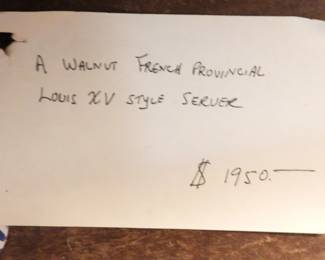 A WALNUT FRENCH PROVINCIAL
LOUIS XV STYLE SERVER
$ 1950.—